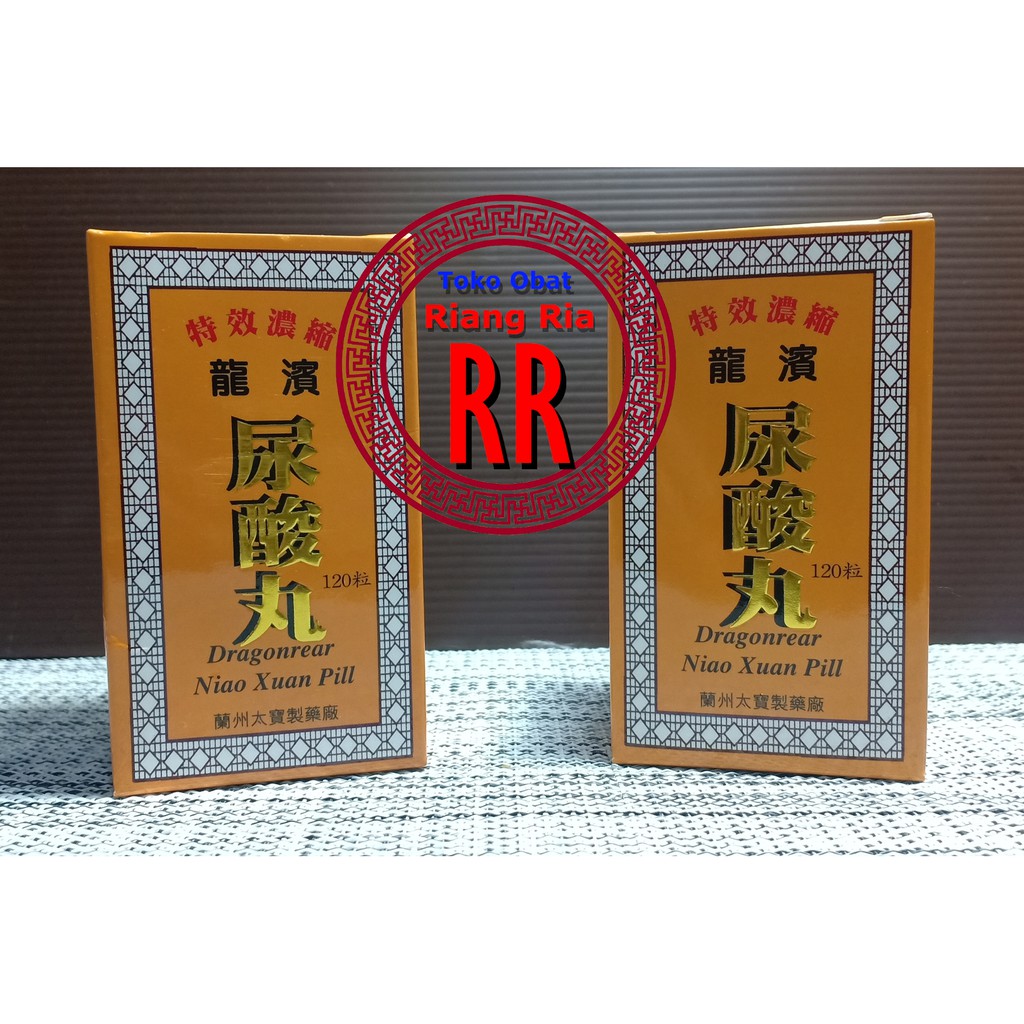 特效濃縮
龍濱
尿酸丸
120粒
Dragonrear
Niao Xuan Pill
蘭州太寶製藥廠
Toko Obat
Riang Ria
RR
特效濃縮
龍濱
尿酸丸
120粒
Dragonrear
Niao Xuan Pill
蘭州太寶製藥廠